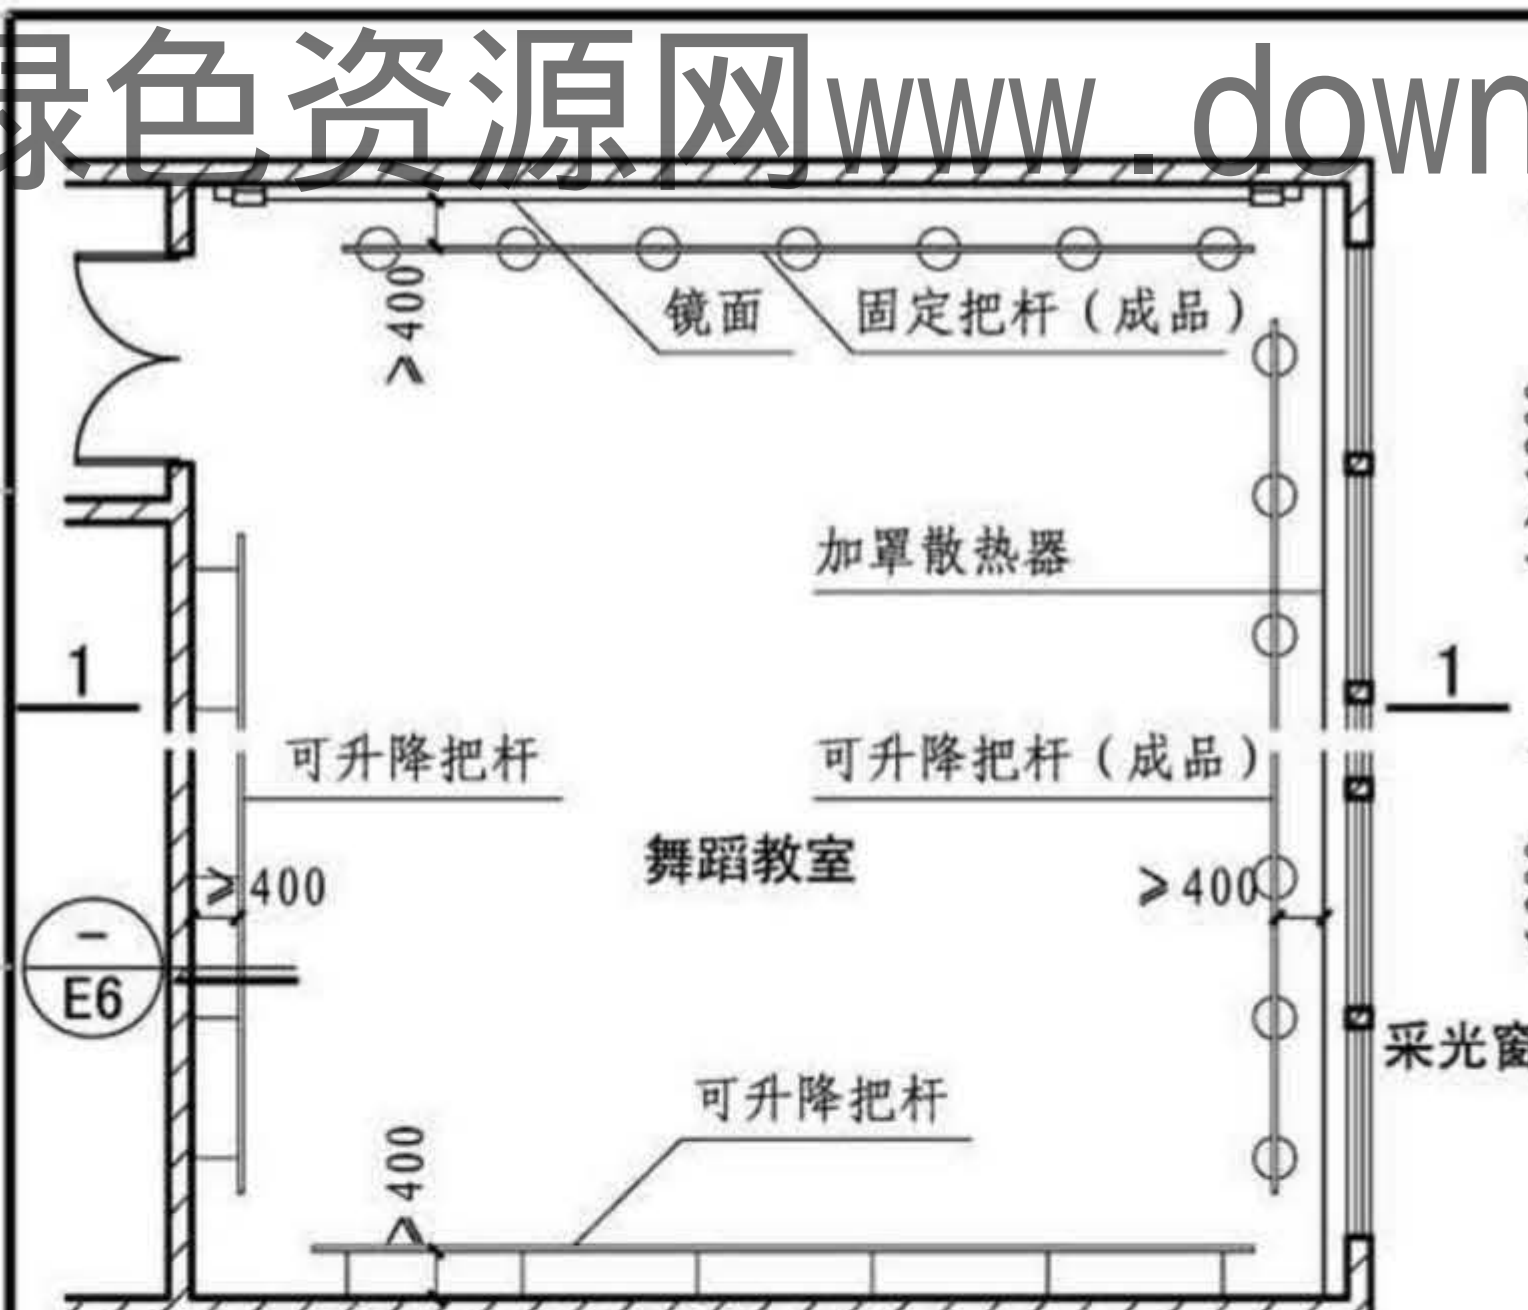 绿色资源网www.down
≥400
镜面
固定把杆（成品）
加罩散热器
1
1
可升降把杆
可升降把杆（成品）
舞蹈教室
≥400
≥400
–
E6
采光窗
可升降把杆
≥400